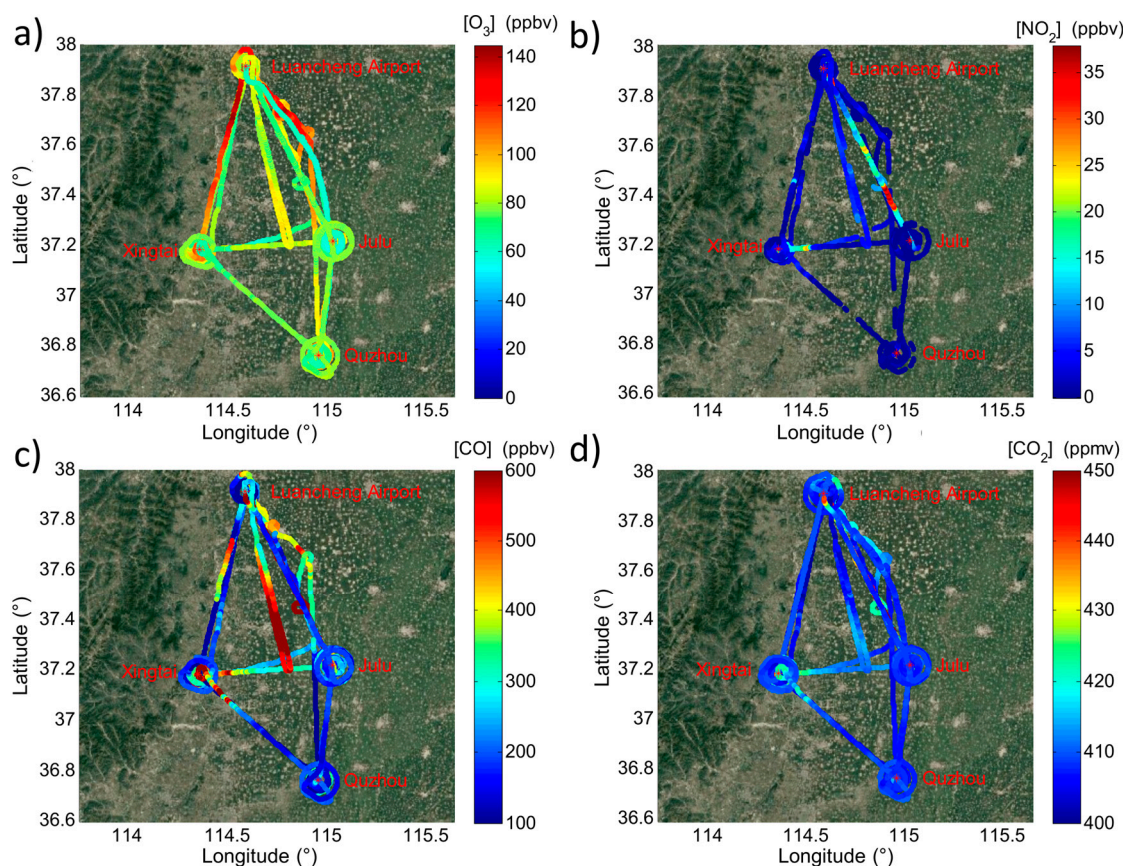 a)
[O3] (ppbv)
38
37.8
37.6
37.4
37.2
37
36.8
36.6
Latitude (°)
114
114.5
115
115.5
Longitude (°)
Luancheng Airport
Xingtai
Julu
Quzhou
140
120
100
80
60
40
20
0
b)
[NO2] (ppbv)
38
37.8
37.6
37.4
37.2
37
36.8
36.6
Latitude (°)
114
114.5
115
115.5
Longitude (°)
Luancheng Airport
Xingtai
Julu
Quzhou
35
30
25
20
15
10
5
0
c)
[CO] (ppbv)
38
37.8
37.6
37.4
37.2
37
36.8
36.6
Latitude (°)
114
114.5
115
115.5
Longitude (°)
Luancheng Airport
Xingtai
Julu
Quzhou
600
500
400
300
200
100
d)
[CO2] (ppmv)
38
37.8
37.6
37.4
37.2
37
36.8
36.6
Latitude (°)
114
114.5
115
115.5
Longitude (°)
Luancheng Airport
Xingtai
Julu
Quzhou
450
440
430
420
410
400